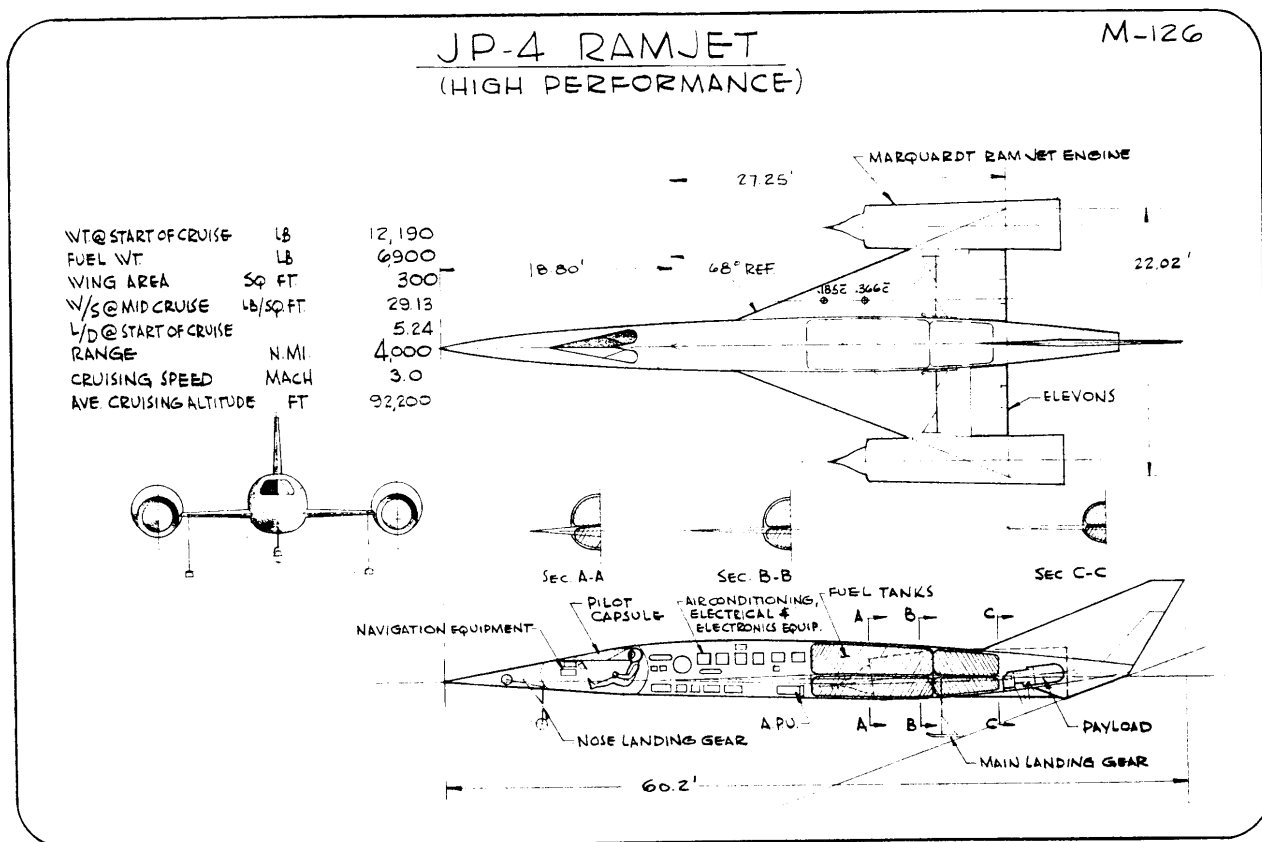 JP-4 RAMJET
(HIGH PERFORMANCE)
M-126
MARQUARDT RAM JET ENGINE
27.25'
WT@ START OF CRUISE LB 12,190
FUEL WT. LB 6900
WING AREA SQ FT. 300
W/S @ MID CRUISE LB/SQ.FT. 29.13
L/D @ START OF CRUISE 5.24
RANGE N.MI. 4,000
CRUISING SPEED MACH 3.0
AVE. CRUISING ALTITUDE FT 92,200
18.80'
68° REF.
.185c̄ .366c̄
22.02'
ELEVONS
SEC. A-A
SEC. B-B
SEC C-C
PILOT
CAPSULE
NAVIGATION EQUIPMENT
AIR CONDITIONING,
ELECTRICAL &
ELECTRONICS EQUIP.
FUEL TANKS
A B C
A.P.U.
A B C
NOSE LANDING GEAR
PAYLOAD
MAIN LANDING GEAR
60.2'